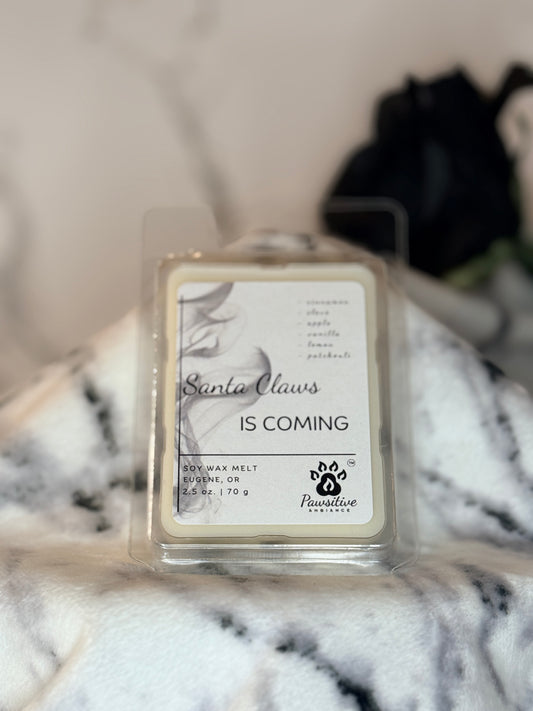 - cinnamon
- clove
- apple
- vanilla
- lemon
- patchouli
Santa Claws
IS COMING
SOY WAX MELT
EUGENE, OR
2.5 oz. | 70 g
TM
Pawsitive
AMBIANCE